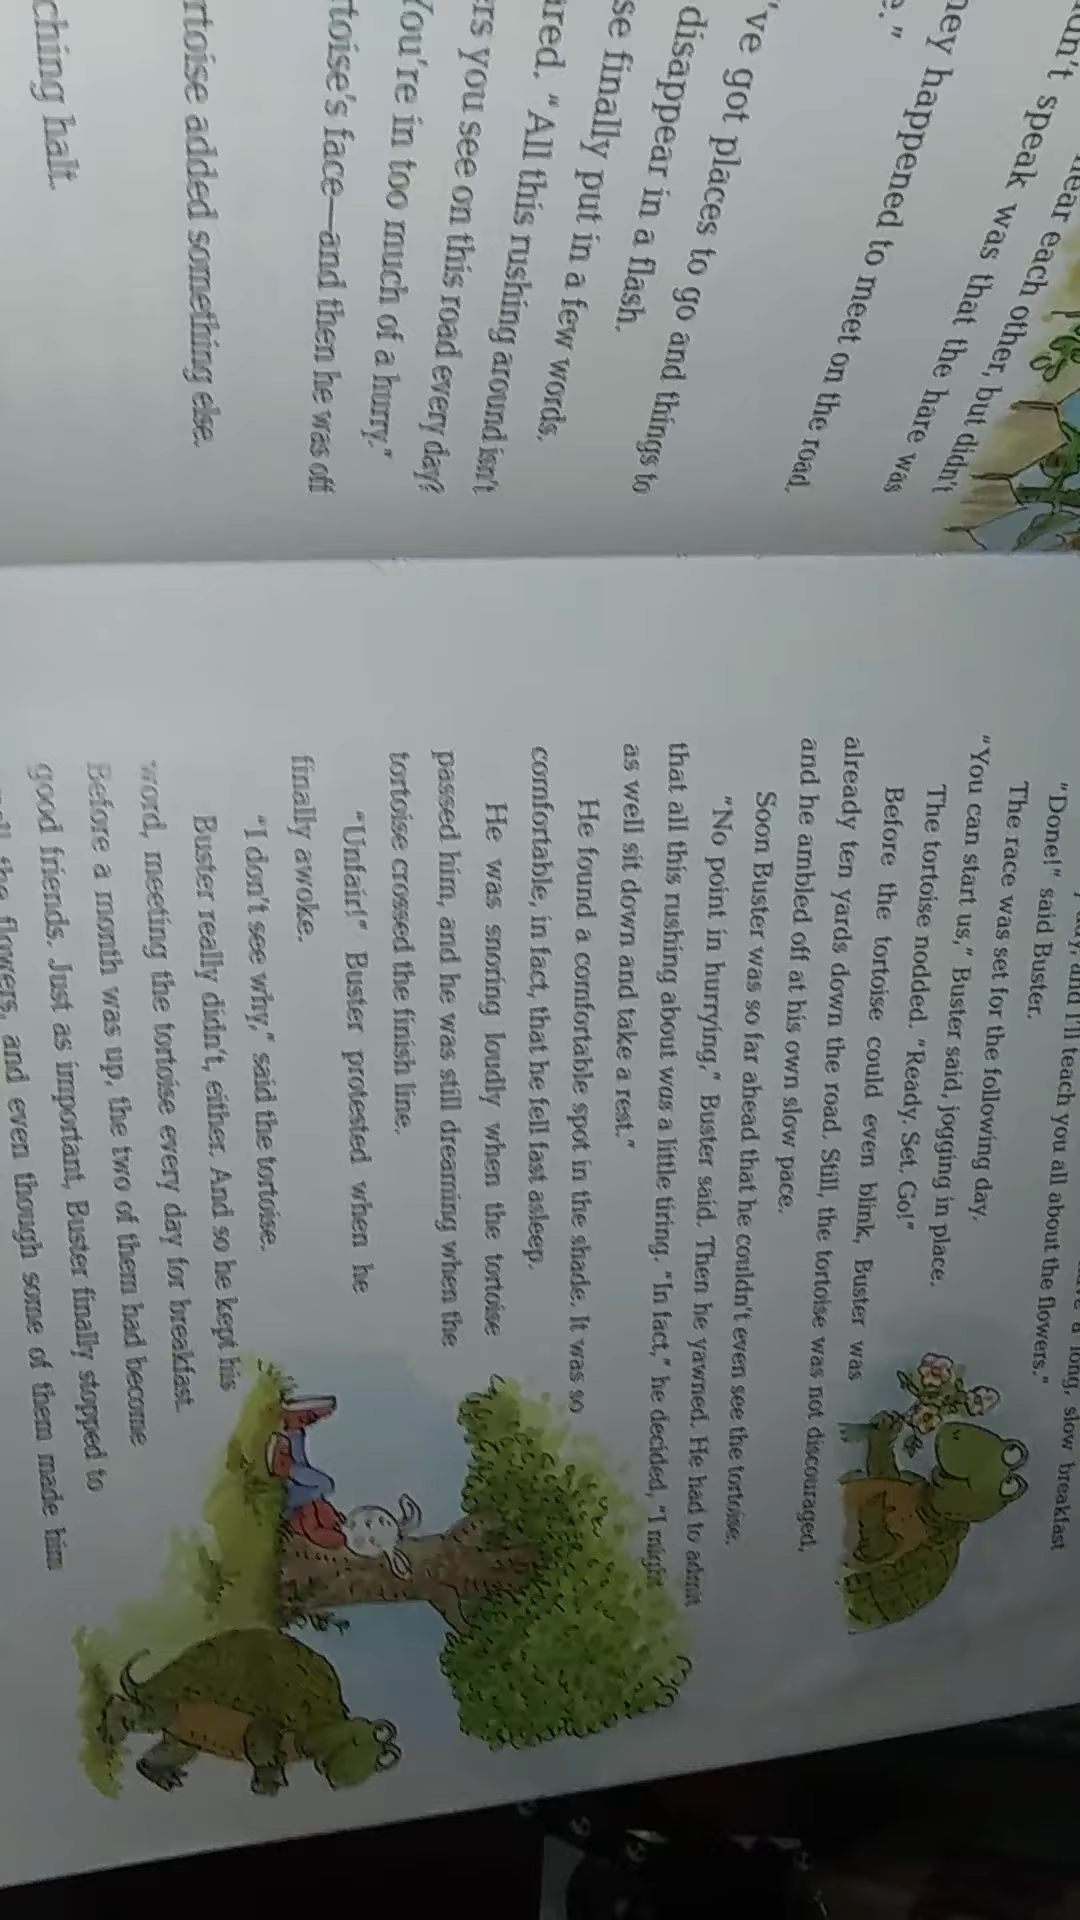 n't speak was that the hare was
ear each other, but didn't
hey happened to meet on the road,
e."
've got places to go and things to
disappear in a flash.
se finally put in a few words.
ared. "All this rushing around isn't
ers you see on this road every day?
You're in too much of a hurry."
rtoise's face—and then he was off
rtoise added something else.
ching halt.
long, slow breakfast
and I'll teach you all about the flowers."
"Done!" said Buster.
The race was set for the following day.
"You can start us," Buster said, jogging in place.
The tortoise nodded. "Ready, Set, Go!"
Before the tortoise could even blink, Buster was
already ten yards down the road. Still, the tortoise was not discouraged,
and he ambled off at his own slow pace.
Soon Buster was so far ahead that he couldn't even see the tortoise.
"No point in hurrying," Buster said. Then he yawned. He had to admit
that all this rushing about was a little tiring. "In fact," he decided, "I might
as well sit down and take a rest."
He found a comfortable spot in the shade. It was so
comfortable, in fact, that he fell fast asleep.
He was snoring loudly when the tortoise
passed him, and he was still dreaming when the
tortoise crossed the finish line.
"Unfair!" Buster protested when he
finally awoke.
"I don't see why," said the tortoise.
Buster really didn't, either. And so he kept his
word, meeting the tortoise every day for breakfast.
Before a month was up, the two of them had become
good friends. Just as important, Buster finally stopped to
the flowers, and even though some of them made him